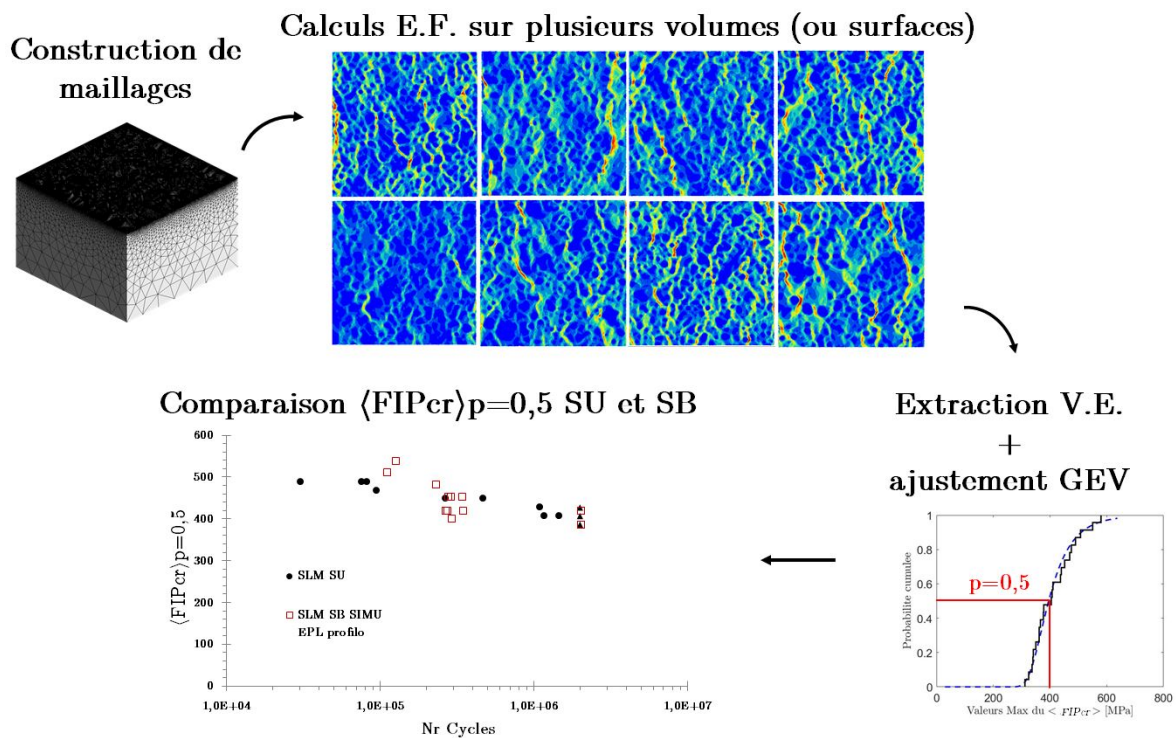 Construction de
maillages
Calculs E.F. sur plusieurs volumes (ou surfaces)
Extraction V.E.
+
ajustement GEV
Probabilite cumulee
1
0.8
0.6
0.4
0.2
0
p=0,5
0
200
400
600
800
Valeurs Max du < FIPcr > [MPa]
Comparaison ⟨FIPcr⟩p=0,5 SU et SB
⟨FIPcr⟩p=0,5
600
500
400
300
200
100
0
SLM SU
SLM SB SIMU
EPL profilo
1,0E-04
1,0E-05
1,0E-06
1,0E-07
Nr Cycles